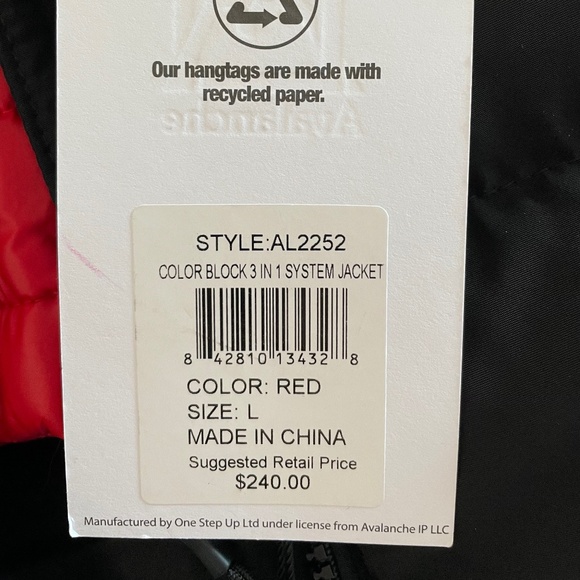 Our hangtags are made with
recycled paper.
Avalanche
STYLE:AL2252
COLOR BLOCK 3 IN 1 SYSTEM JACKET
8 42810 13432 8
COLOR: RED
SIZE: L
MADE IN CHINA
Suggested Retail Price
$240.00
Manufactured by One Step Up Ltd under license from Avalanche IP LLC